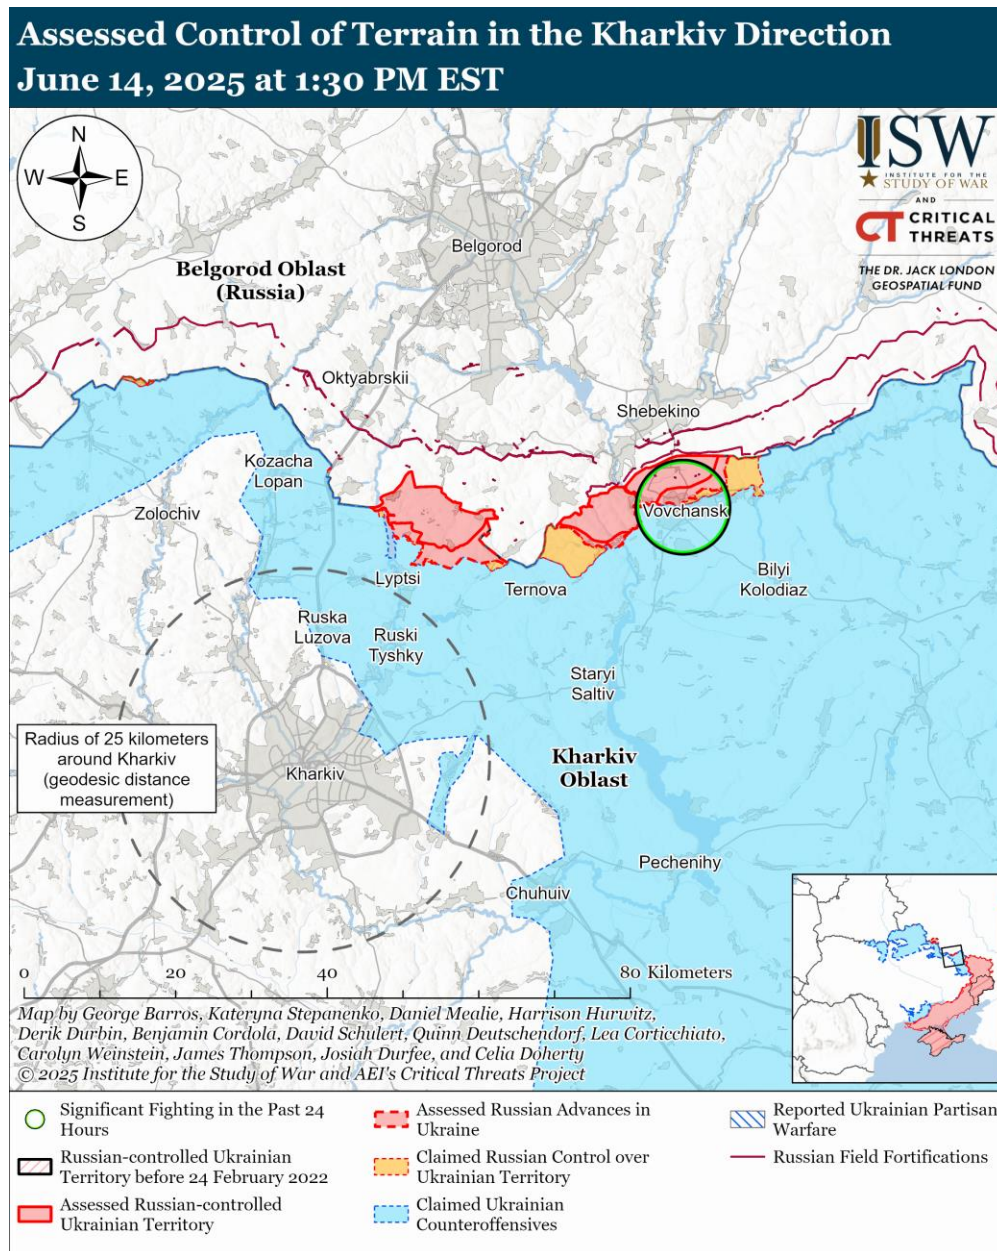 Assessed Control of Terrain in the Kharkiv Direction
June 14, 2025 at 1:30 PM EST
N
W
E
S
ISW
INSTITUTE FOR THE
STUDY OF WAR
AND
CT CRITICAL
THREATS
THE DR. JACK LONDON
GEOSPATIAL FUND
Belgorod
Belgorod Oblast
(Russia)
Oktyabrskii
Shebekino
Kozacha
Lopan
Zolochiv
Vovchansk
Lyptsi
Ternova
Bilyi
Kolodiaz
Ruska
Luzova
Ruski
Tyshky
Staryi
Saltiv
Radius of 25 kilometers
around Kharkiv
(geodesic distance
measurement)
Kharkiv
Kharkiv
Oblast
Pechenihy
Chuhuiv
0
20
40
80 Kilometers
Map by George Barros, Kateryna Stepanenko, Daniel Mealie, Harrison Hurwitz,
Derik Durbin, Benjamin Cordola, David Schulert, Quinn Deutschendorf, Lea Corticchiato,
Carolyn Weinstein, James Thompson, Josiah Durfee, and Celia Doherty
© 2025 Institute for the Study of War and AEI's Critical Threats Project
Significant Fighting in the Past 24
Hours
Russian-controlled Ukrainian
Territory before 24 February 2022
Assessed Russian-controlled
Ukrainian Territory
Assessed Russian Advances in
Ukraine
Claimed Russian Control over
Ukrainian Territory
Claimed Ukrainian
Counteroffensives
Reported Ukrainian Partisan
Warfare
Russian Field Fortifications